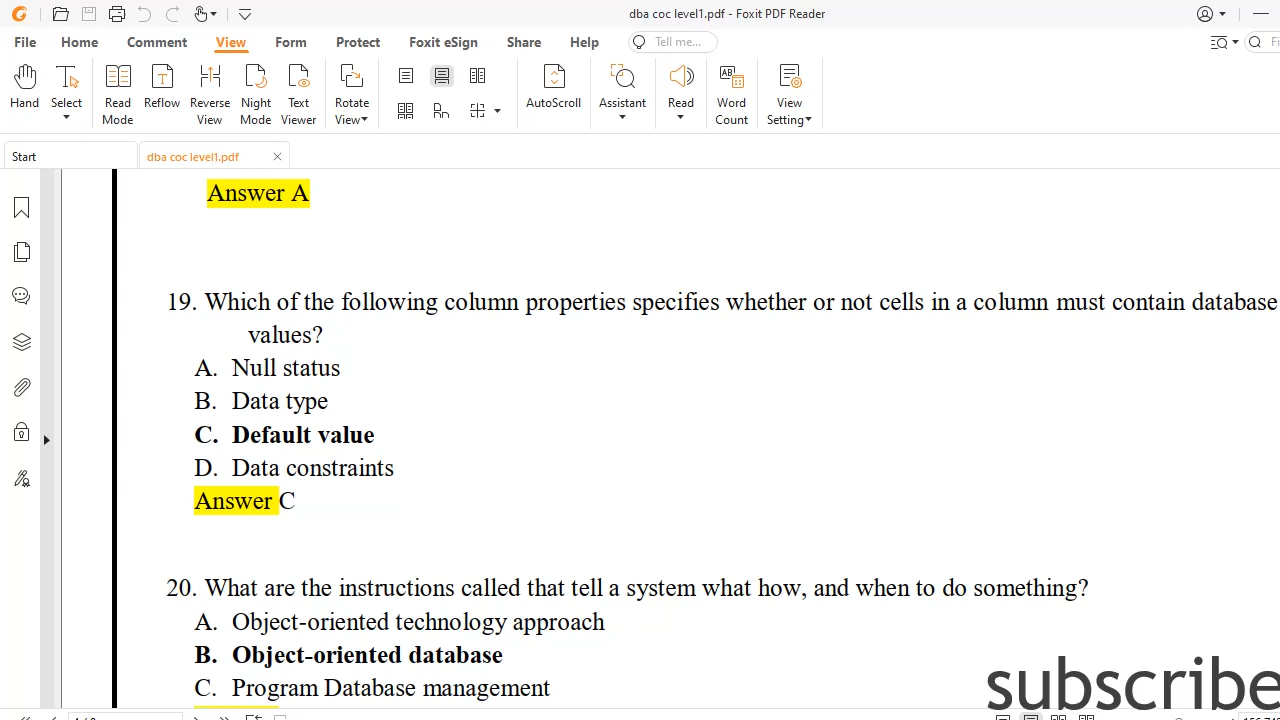 dba coc level1.pdf - Foxit PDF Reader
File Home Comment View Form Protect Foxit eSign Share Help Tell me... Fi
Hand Select Read Mode Reflow Reverse View Night Mode Text Viewer Rotate View AutoScroll Assistant Read Word Count View Setting
Start dba coc level1.pdf
Answer A
19. Which of the following column properties specifies whether or not cells in a column must contain database
values?
A. Null status
B. Data type
C. Default value
D. Data constraints
Answer C
20. What are the instructions called that tell a system what how, and when to do something?
A. Object-oriented technology approach
B. Object-oriented database
C. Program Database management
subscribe